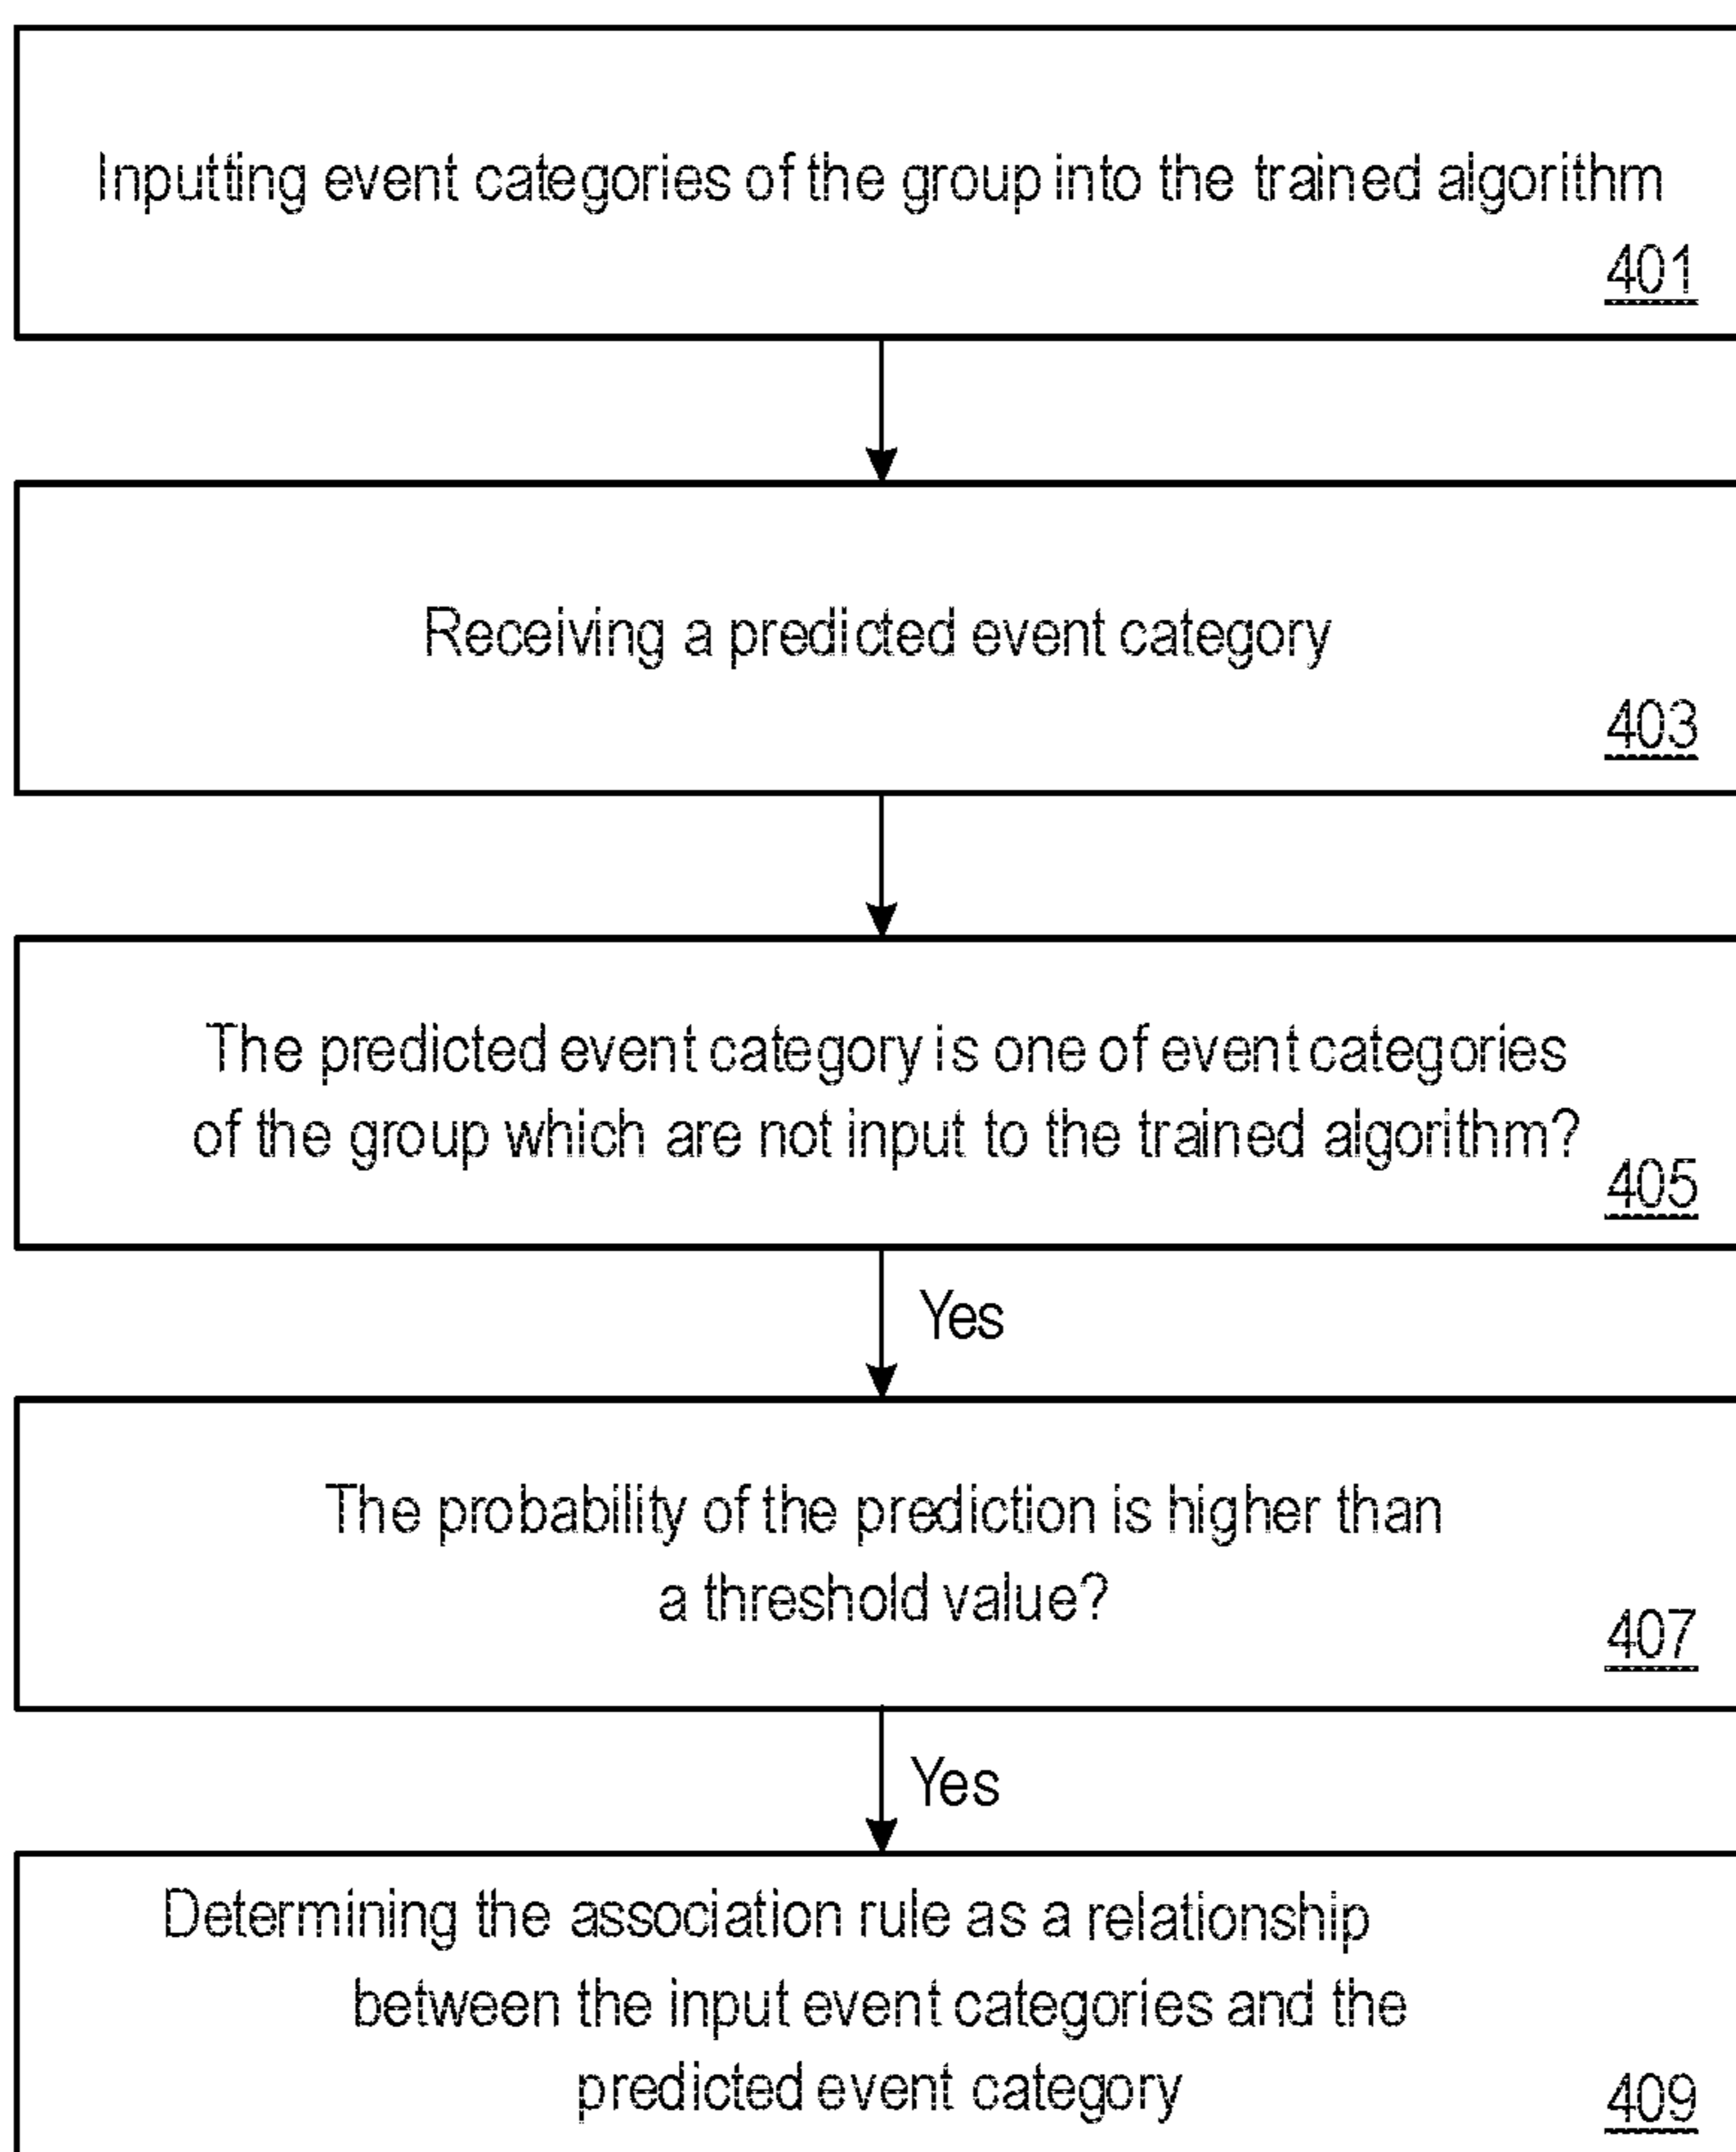 Inputting event categories of the group into the trained algorithm
401
Receiving a predicted event category
403
The predicted event category is one of event categories
of the group which are not input to the trained algorithm?
405
Yes
The probability of the prediction is higher than
a threshold value?
407
Yes
Determining the association rule as a relationship
between the input event categories and the
predicted event category
409